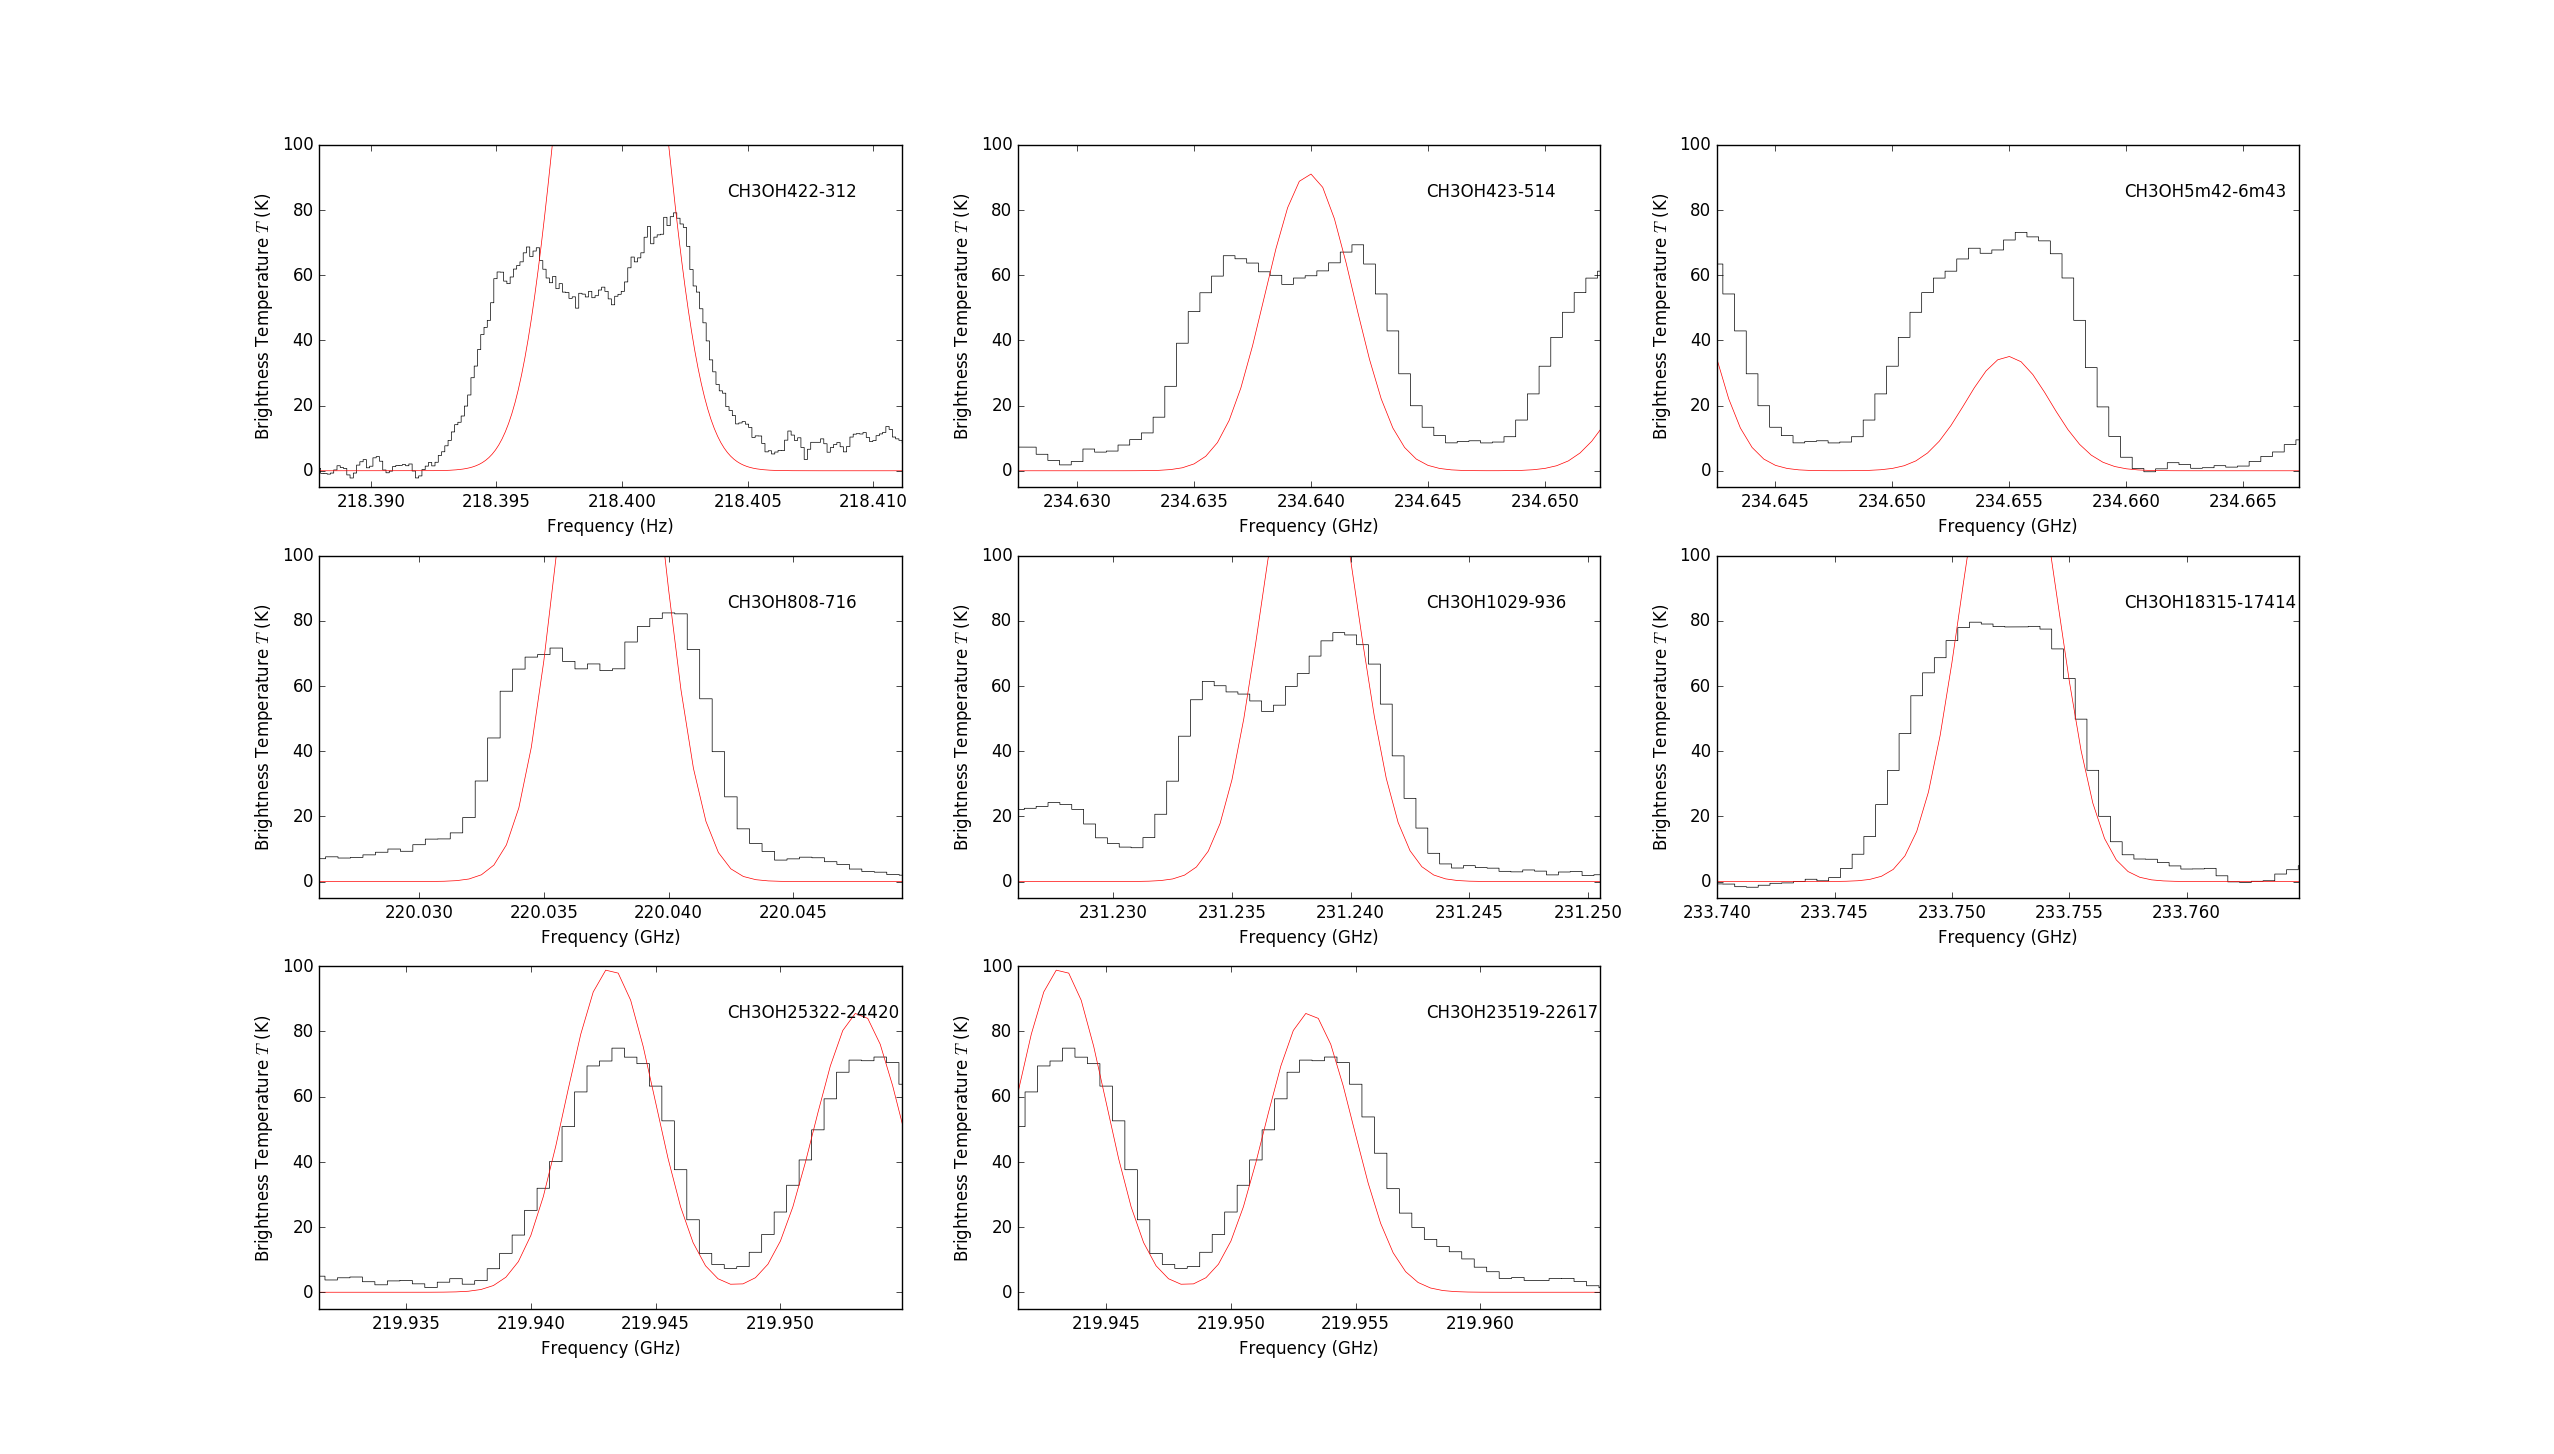 CH3OH422-312
Brightness Temperature T (K)
100
80
60
40
20
0
218.390 218.395 218.400 218.405 218.410
Frequency (Hz)
CH3OH423-514
Brightness Temperature T (K)
100
80
60
40
20
0
234.630 234.635 234.640 234.645 234.650
Frequency (GHz)
CH3OH5m42-6m43
Brightness Temperature T (K)
100
80
60
40
20
0
234.645 234.650 234.655 234.660 234.665
Frequency (GHz)
CH3OH808-716
Brightness Temperature T (K)
100
80
60
40
20
0
220.030 220.035 220.040 220.045
Frequency (GHz)
CH3OH1029-936
Brightness Temperature T (K)
100
80
60
40
20
0
231.230 231.235 231.240 231.245 231.250
Frequency (GHz)
CH3OH18315-17414
Brightness Temperature T (K)
100
80
60
40
20
0
233.740 233.745 233.750 233.755 233.760
Frequency (GHz)
CH3OH25322-24420
Brightness Temperature T (K)
100
80
60
40
20
0
219.935 219.940 219.945 219.950
Frequency (GHz)
CH3OH23519-22617
Brightness Temperature T (K)
100
80
60
40
20
0
219.945 219.950 219.955 219.960
Frequency (GHz)